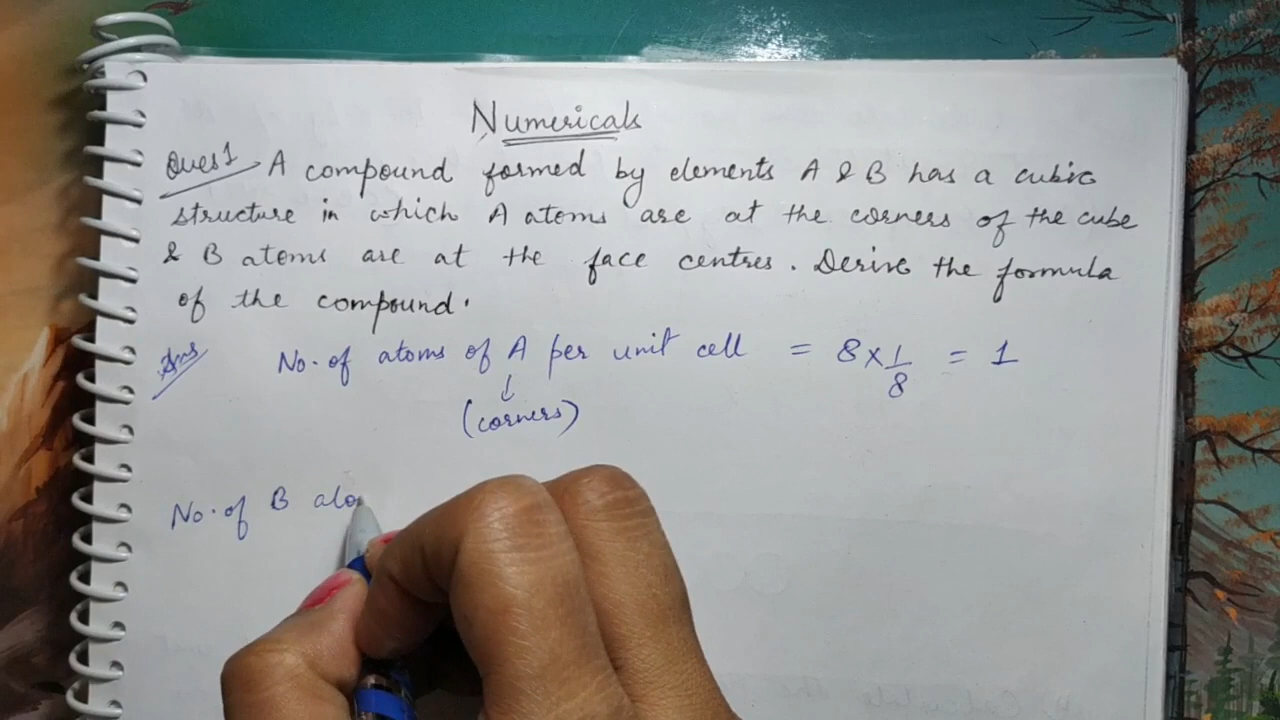 Numericals
Ques1 A compound formed by elements A & B has a cubic
structure in which A atoms are at the corners of the cube
& B atoms are at the face centres. Derive the formula
of the compound.
Ans No. of atoms of A per unit cell = 8 × 1/8 = 1
↓
(corners)
No. of B ato